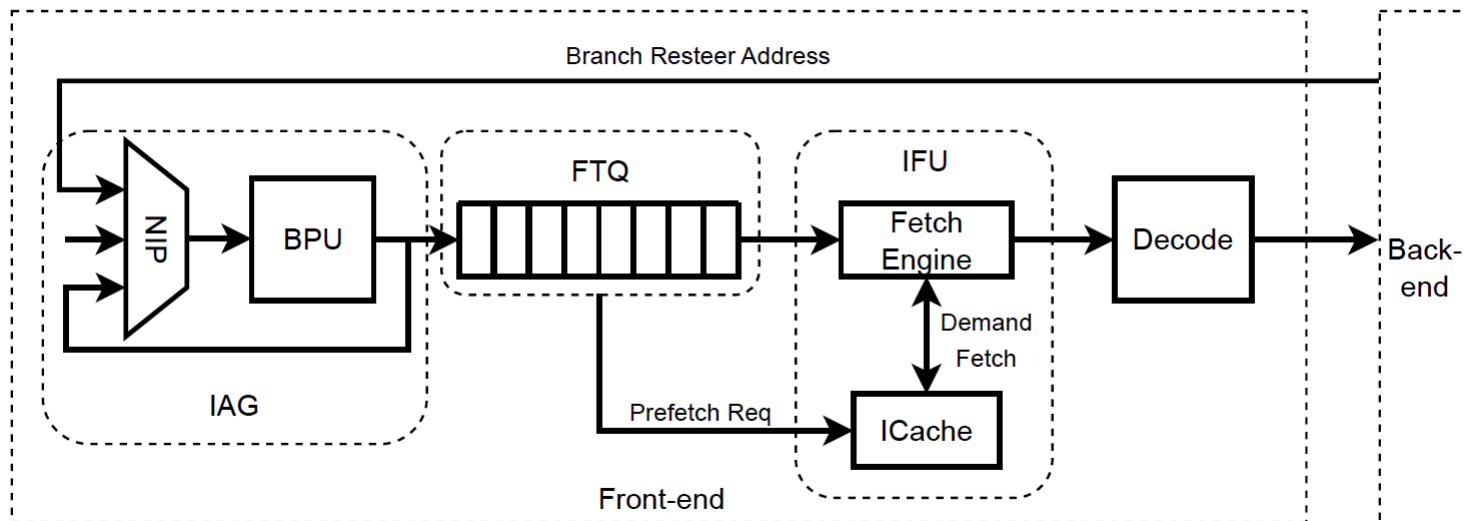 Branch Resteer Address
NIP
BPU
IAG
FTQ
Prefetch Req
IFU
Fetch
Engine
Demand
Fetch
ICache
Decode
Back-
end
Front-end